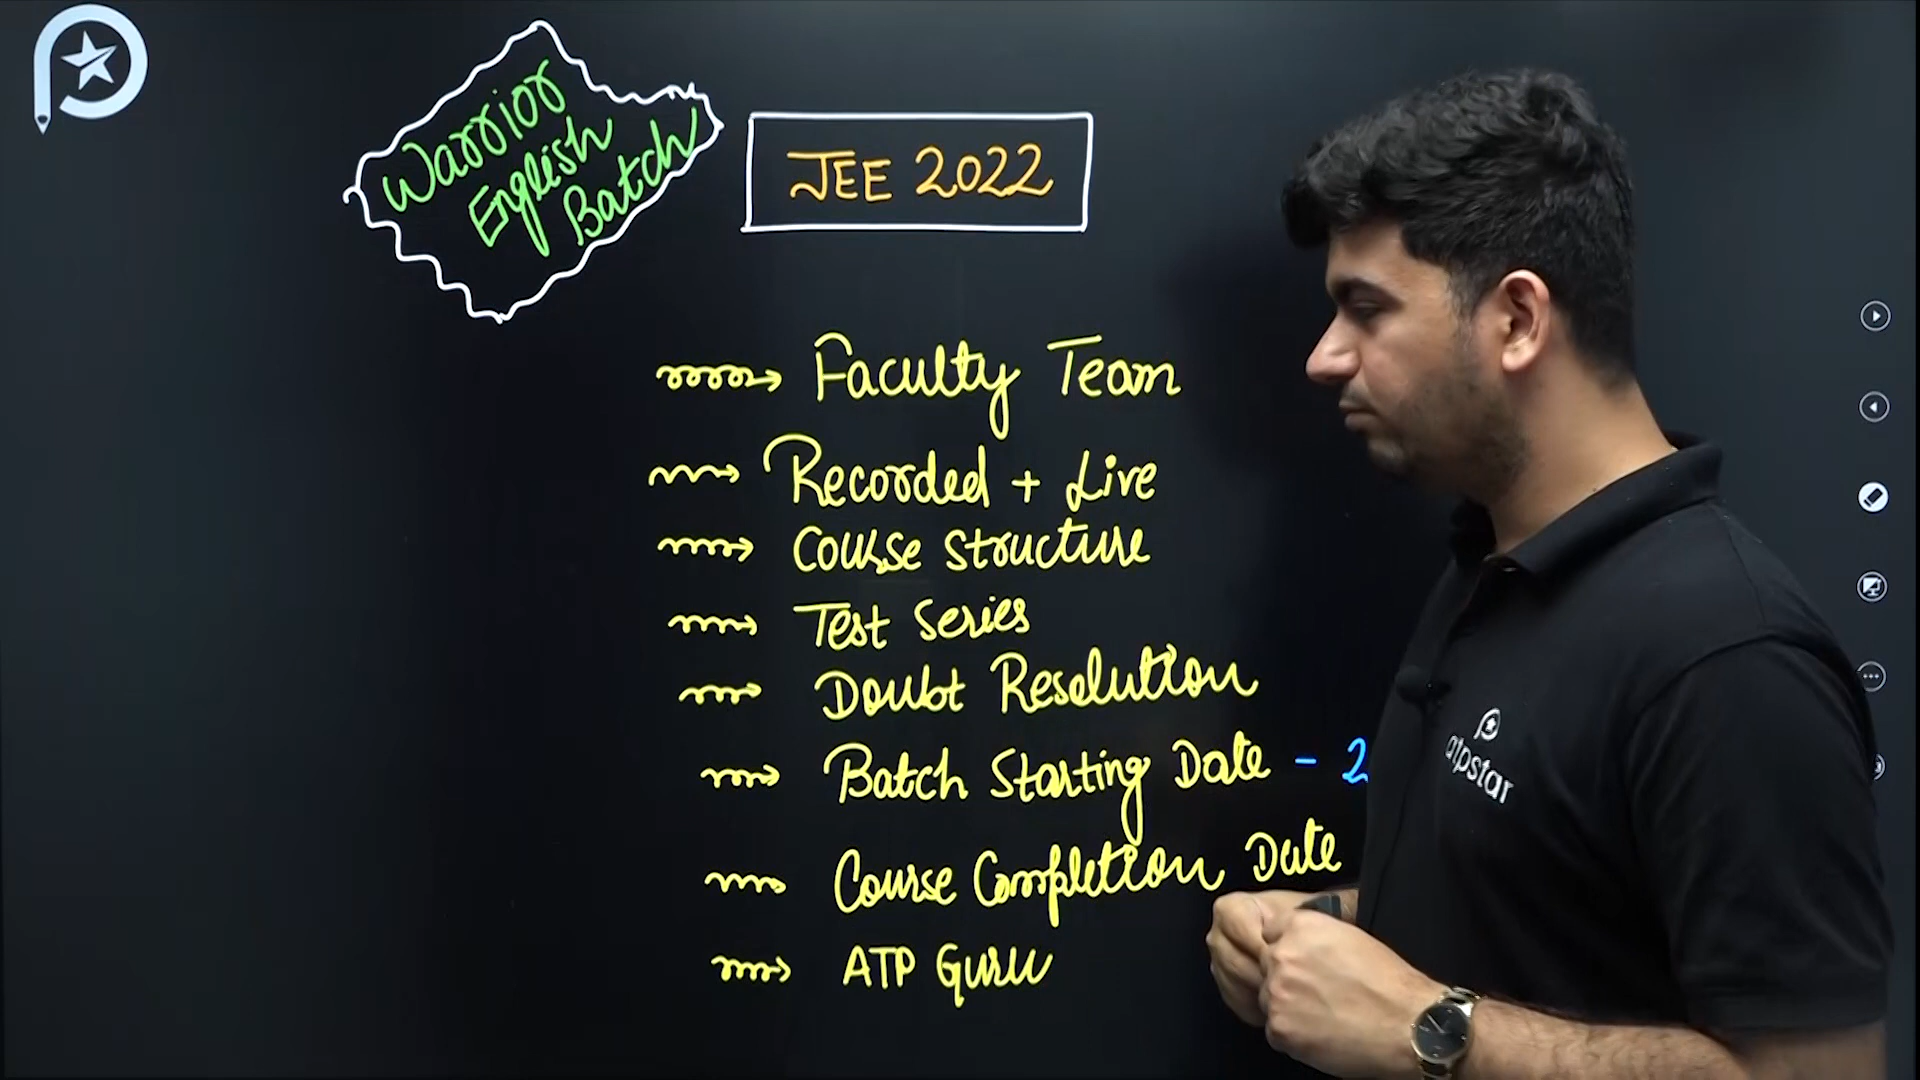 Warrior
English
Batch
JEE 2022
Faculty Team
Recorded + Live
Course Structure
Test Series
Doubt Resolution
Batch Starting Date - 2
Course Completion Date
ATP Guru
atpstar